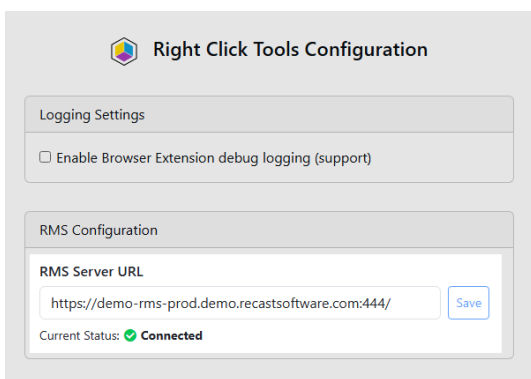 Right Click Tools Configuration
Logging Settings
Enable Browser Extension debug logging (support)
RMS Configuration
RMS Server URL
https://demo-rms-prod.demo.recastsoftware.com:444/ Save
Current Status: Connected